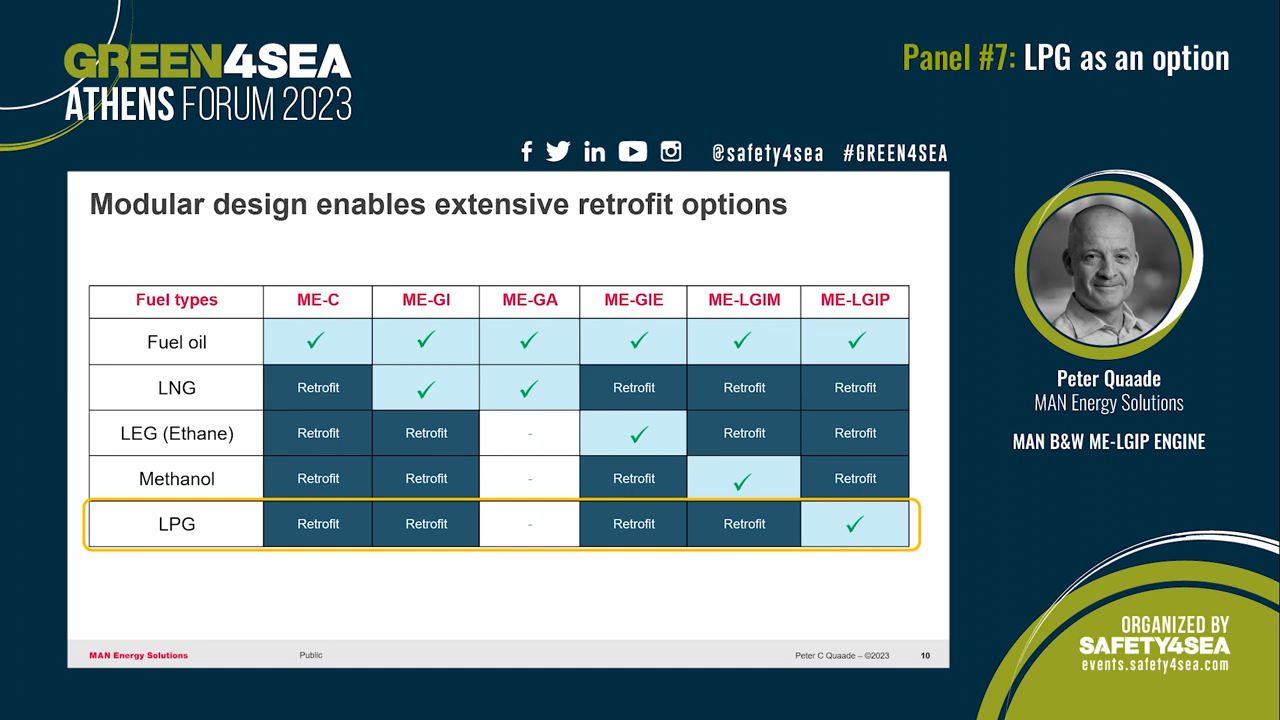 GREEN4SEA
ATHENS FORUM 2023
Panel #7: LPG as an option
@safety4sea #GREEN4SEA
Modular design enables extensive retrofit options
Fuel types ME-C ME-GI ME-GA ME-GIE ME-LGIM ME-LGIP
Fuel oil ✓ ✓ ✓ ✓ ✓ ✓
LNG Retrofit ✓ ✓ Retrofit Retrofit Retrofit
LEG (Ethane) Retrofit Retrofit - ✓ Retrofit Retrofit
Methanol Retrofit Retrofit - Retrofit ✓ Retrofit
LPG Retrofit Retrofit - Retrofit Retrofit ✓
MAN Energy Solutions Public Peter C Quaade – ©2023 10
Peter Quaade
MAN Energy Solutions
MAN B&W ME-LGIP ENGINE
ORGANIZED BY
SAFETY4SEA
events.safety4sea.com